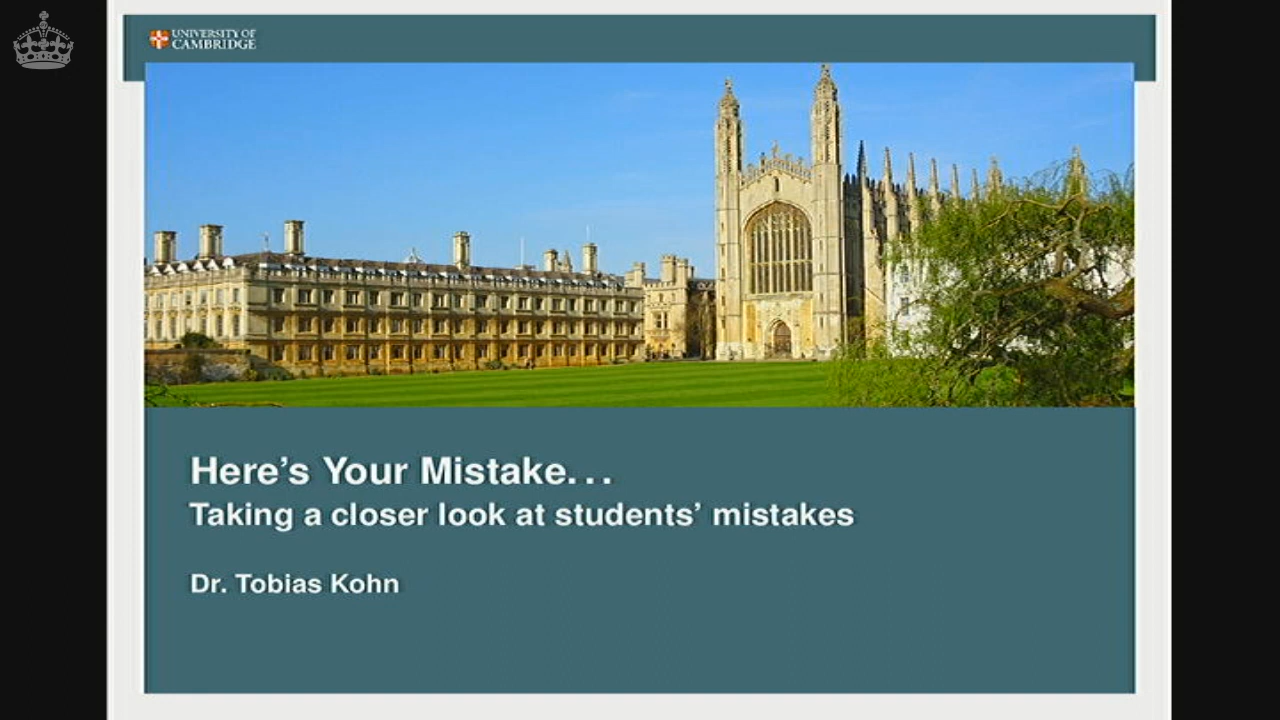 UNIVERSITY OF
CAMBRIDGE
Here's Your Mistake...
Taking a closer look at students' mistakes
Dr. Tobias Kohn